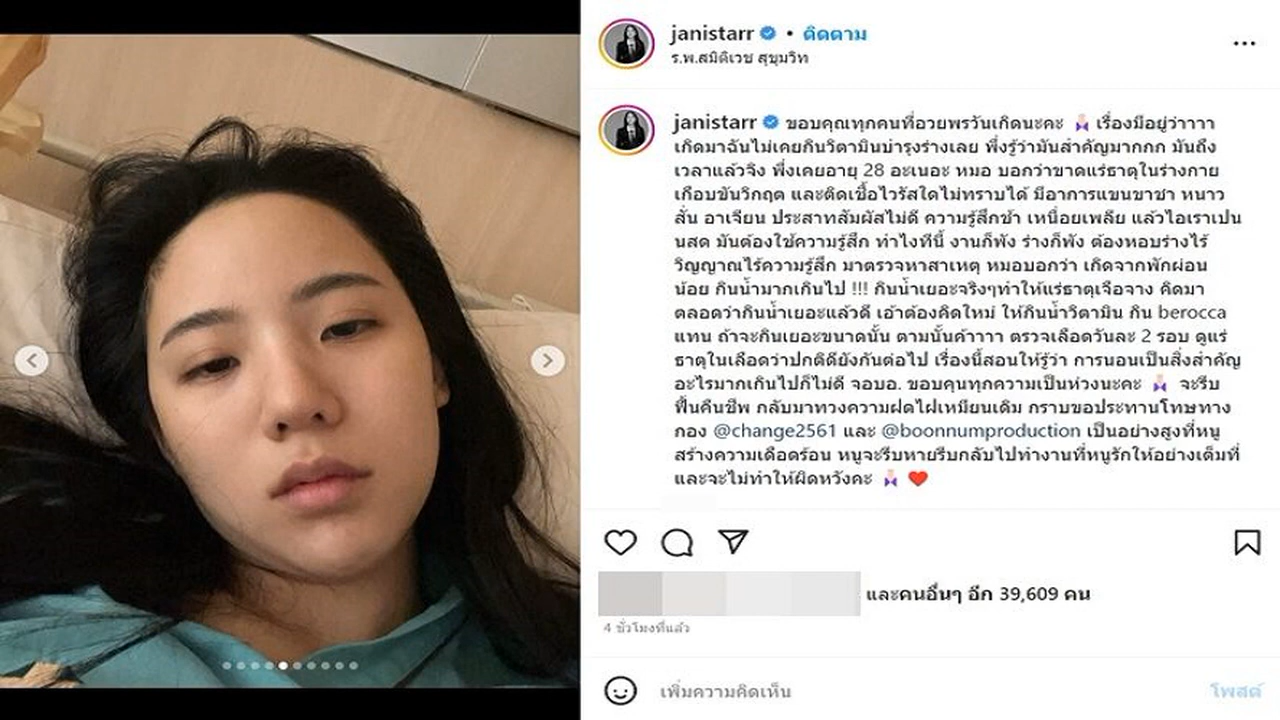 janistarr • ติดตาม
ร.พ.สมิติเวช สุขุมวิท
janistarr ขอบคุณทุกคนที่อวยพรวันเกิดนะคะ 🙇🏻‍♀️ เรื่องมีอยู่ว่าาาา
เกิดมาฉันไม่เคยกินวิตามินบำรุงร่างเลย พึ่งรู้ว่ามันสำคัญมากกก มันถึง
เวลาแล้วจิง พึ่งเคยอายุ 28 อะเนอะ หมอ บอกว่าขาดแร่ธาตุในร่างกาย
เกือบขั้นวิกฤต และติดเชื้อไวรัสใดไม่ทราบได้ มีอาการแขนขาชา หนาว
สั่น อาเจียน ประสาทสัมผัสไม่ดี ความรู้สึกช้า เหนื่อยเพลีย แล้วไอเราเปน
นสด มันต้องใช้ความรู้สึก ทำไงทีนี้ งานก็พัง ร่างก็พัง ต้องหอบร่างไร้
วิญญาณไร้ความรู้สึก มาตรวจหาสาเหตุ หมอบอกว่า เกิดจากพักผ่อน
น้อย กินน้ำมากเกินไป !!! กินน้ำเยอะจริงๆทำให้แร่ธาตุเจือจาง คิดมา
ตลอดว่ากินน้ำเยอะแล้วดี เอ้าต้องคิดใหม่ ให้กินน้ำวิตามิน กิน berocca
แทน ถ้าจะกินเยอะขนาดนั้น ตามนั้นค้าาาา ตรวจเลือดวันละ 2 รอบ ดูแร่
ธาตุในเลือดว่าปกติดียังกันต่อไป เรื่องนี้สอนให้รู้ว่า การนอนเป็นสิ่งสำคัญ
อะไรมากเกินไปก็ไม่ดี จอบอ. ขอบคุนทุกความเป็นห่วงนะคะ 🙇🏻‍♀️ จะรีบ
ฟื้นคืนชีพ กลับมาทวงความฝดไฝเหมียนเดิม กราบขอประทานโทษทาง
กอง @change2561 และ @boonnumproduction เป็นอย่างสูงที่หนู
สร้างความเดือดร้อน หนูจะรีบหายรีบกลับไปทำงานที่หนูรักให้อย่างเต็มที่
และจะไม่ทำให้ผิดหวังคะ 🙇🏻‍♀️ ❤️
และคนอื่นๆ อีก 39,609 คน
4 ชั่วโมงที่แล้ว
เพิ่มความคิดเห็น
โพสต์